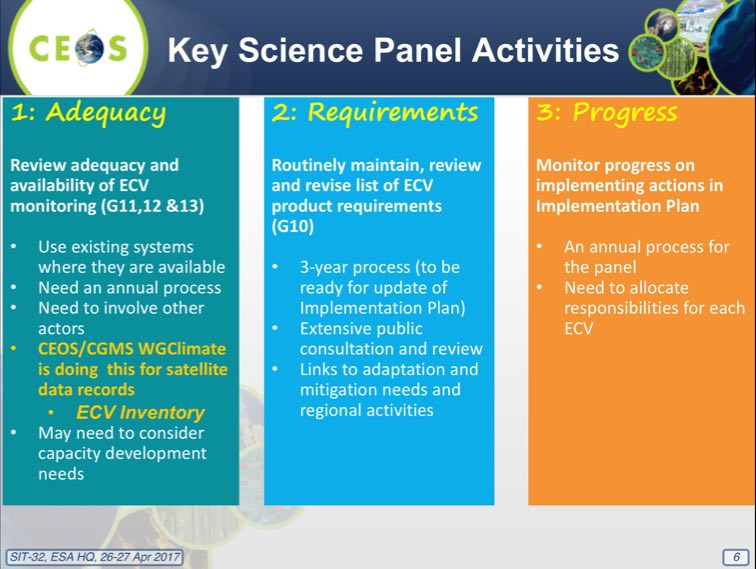 CEOS
Key Science Panel Activities
1: Adequacy
Review adequacy and
availability of ECV
monitoring (G11,12 &13)
• Use existing systems
where they are available
• Need an annual process
• Need to involve other
actors
• CEOS/CGMS WGClimate
is doing this for satellite
data records
• ECV Inventory
• May need to consider
capacity development
needs
2: Requirements
Routinely maintain, review
and revise list of ECV
product requirements
(G10)
• 3-year process (to be
ready for update of
Implementation Plan)
• Extensive public
consultation and review
• Links to adaptation and
mitigation needs and
regional activities
3: Progress
Monitor progress on
implementing actions in
Implementation Plan
• An annual process for
the panel
• Need to allocate
responsibilities for each
ECV
SIT-32, ESA HQ, 26-27 Apr 2017
6